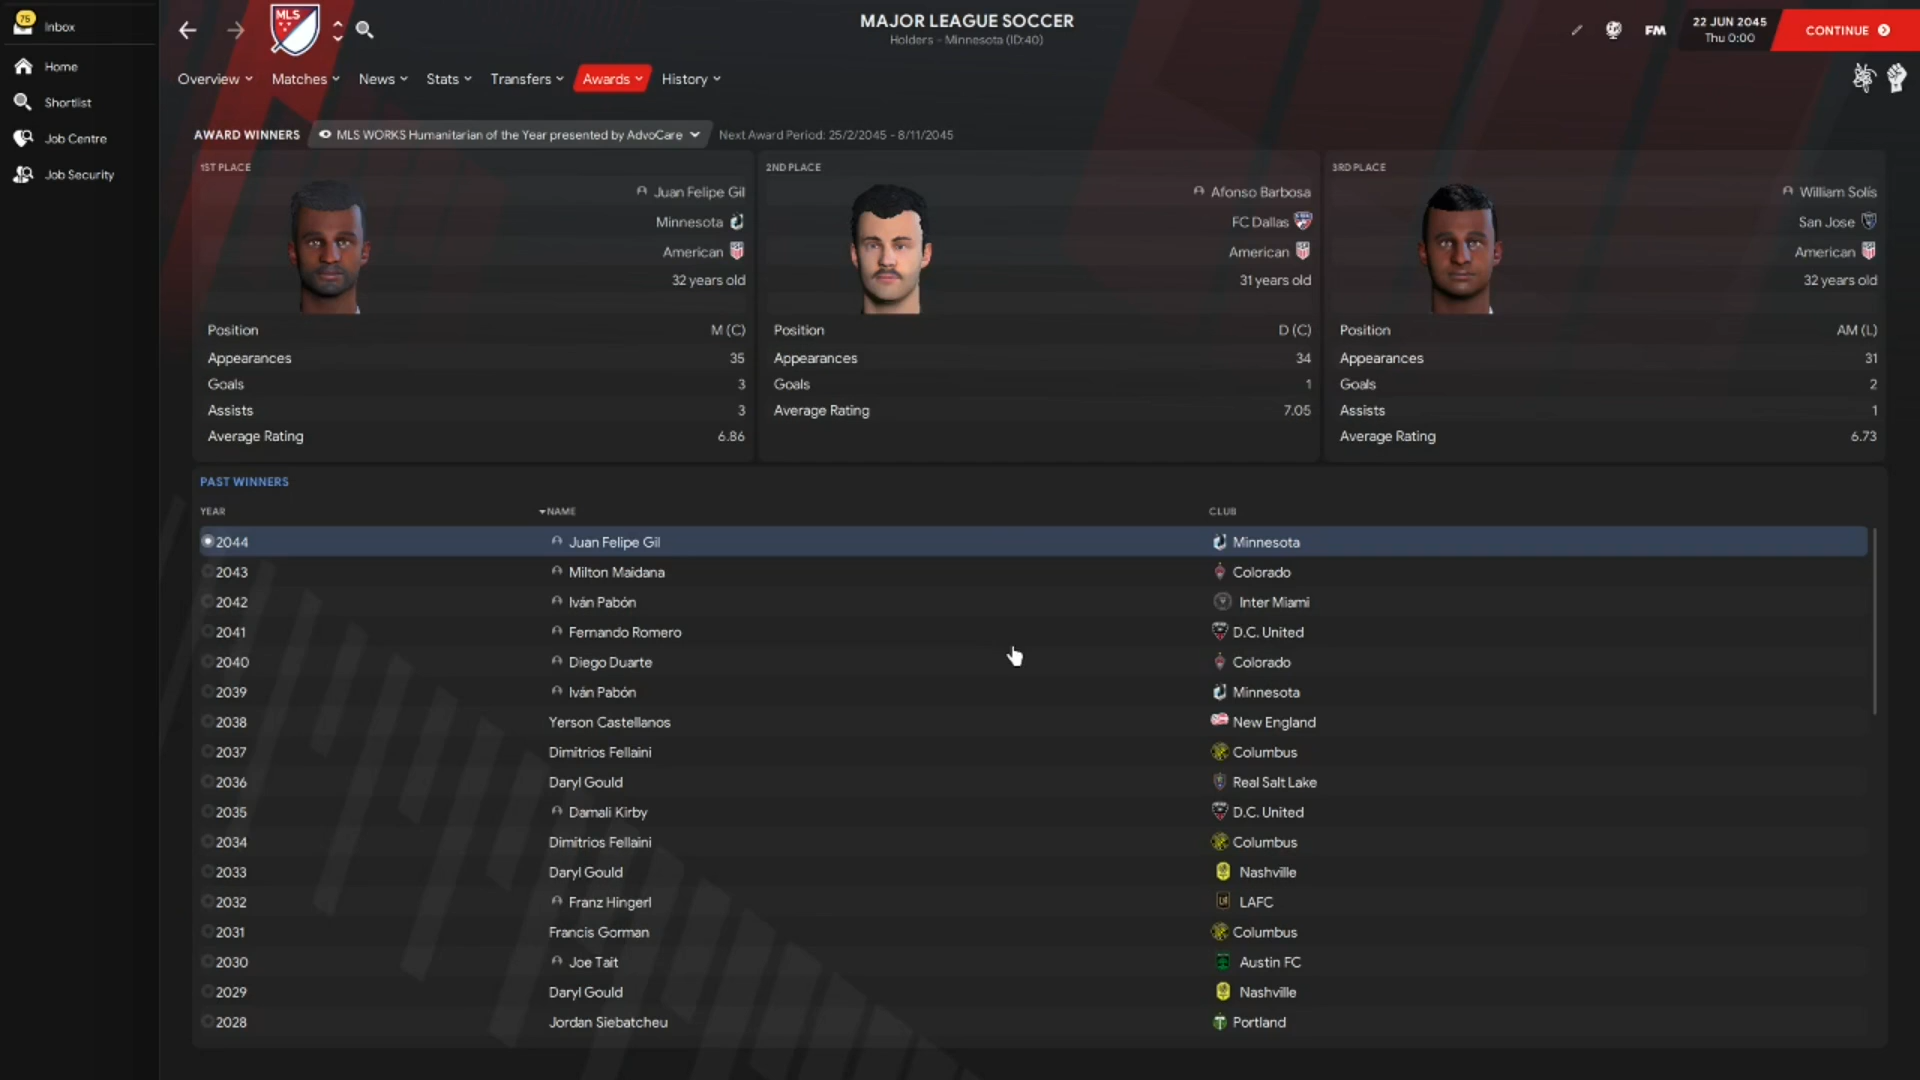 75
Inbox
Home
Shortlist
Job Centre
Job Security
MLS
MAJOR LEAGUE SOCCER
Holders - Minnesota (ID:40)
FM
22 JUN 2045
Thu 0:00
CONTINUE
Overview Matches News Stats Transfers Awards History
AWARD WINNERS MLS WORKS Humanitarian of the Year presented by AdvoCare Next Award Period: 25/2/2045 - 8/11/2045
1ST PLACE
Juan Felipe Gil
Minnesota
American
32 years old
Position M (C)
Appearances 35
Goals 3
Assists 3
Average Rating 6.86
2ND PLACE
Afonso Barbosa
FC Dallas
American
31 years old
Position D (C)
Appearances 34
Goals 1
Average Rating 7.05
3RD PLACE
William Solís
San Jose
American
32 years old
Position AM (L)
Appearances 31
Goals 2
Assists 1
Average Rating 6.73
PAST WINNERS
YEAR NAME CLUB
2044 Juan Felipe Gil Minnesota
2043 Milton Maidana Colorado
2042 Iván Pabón Inter Miami
2041 Fernando Romero D.C. United
2040 Diego Duarte Colorado
2039 Iván Pabón Minnesota
2038 Yerson Castellanos New England
2037 Dimitrios Fellaini Columbus
2036 Daryl Gould Real Salt Lake
2035 Damali Kirby D.C. United
2034 Dimitrios Fellaini Columbus
2033 Daryl Gould Nashville
2032 Franz Hingerl LAFC
2031 Francis Gorman Columbus
2030 Joe Tait Austin FC
2029 Daryl Gould Nashville
2028 Jordan Siebatcheu Portland